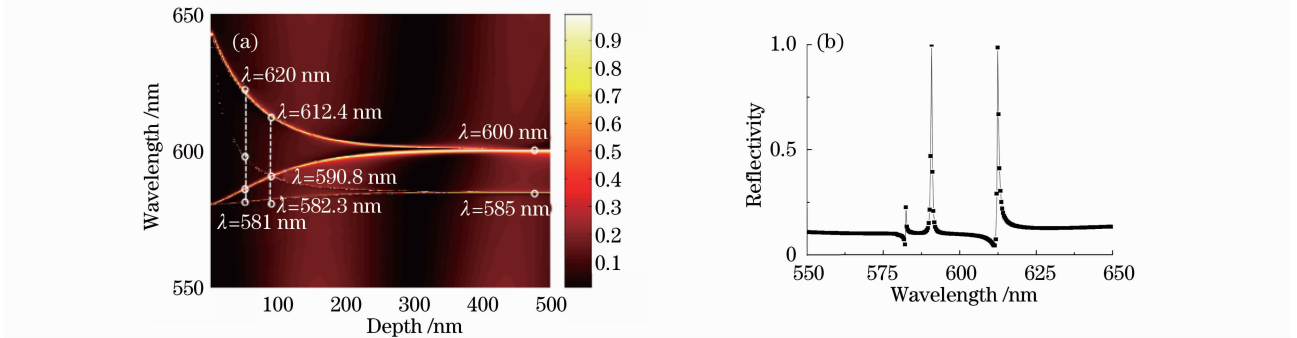 (a)
650
600
550
Wavelength /nm
λ=620 nm
λ=612.4 nm
λ=600 nm
λ=590.8 nm
λ=582.3 nm
λ=581 nm
λ=585 nm
100
200
300
400
500
Depth /nm
0.9
0.8
0.7
0.6
0.5
0.4
0.3
0.2
0.1
(b)
1.0
0.5
0
Reflectivity
550
575
600
625
650
Wavelength /nm